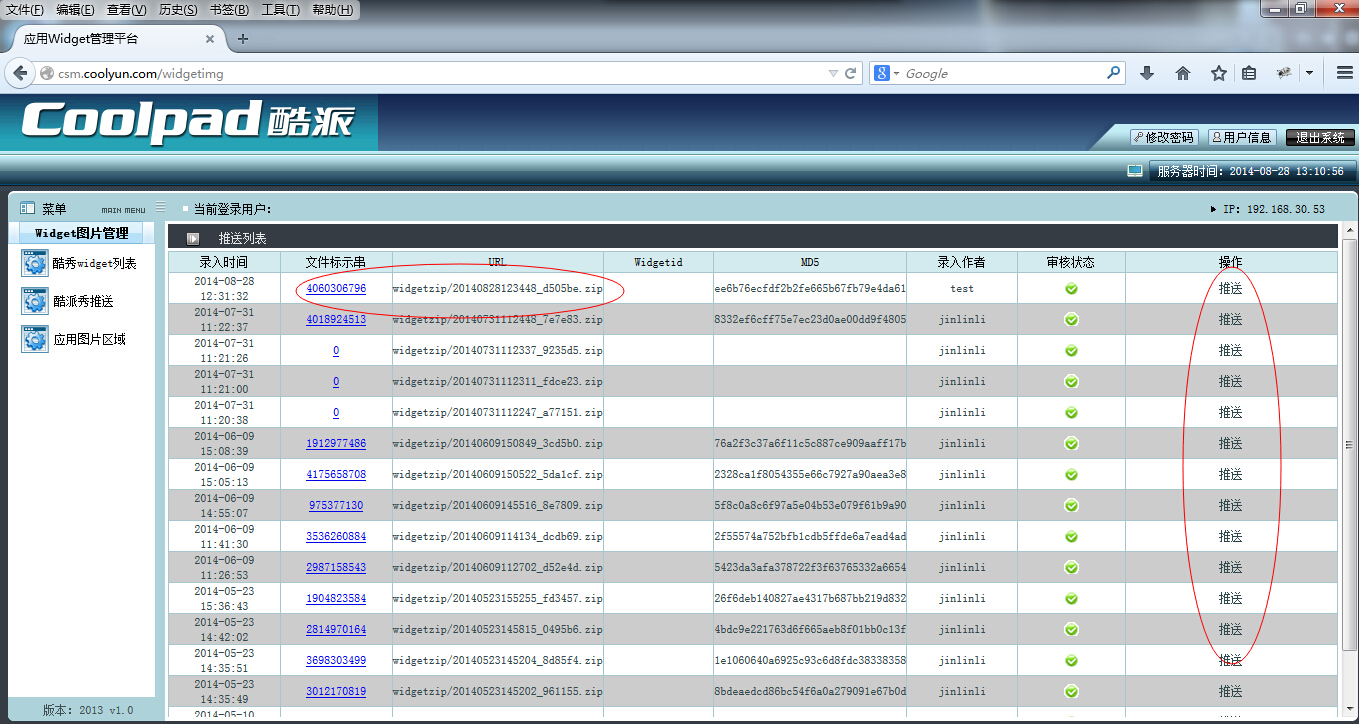 文件(F) 编辑(E) 查看(V) 历史(S) 书签(B) 工具(T) 帮助(H)
应用Widget管理平台
csm.coolyun.com/widgetimg
Google
Coolpad 酷派
修改密码 用户信息 退出系统
服务器时间: 2014-08-28 13:10:56
菜单 MAIN MENU 当前登录用户: IP: 192.168.30.53
Widget图片管理
酷秀widget列表
酷派秀推送
应用图片区域
推送列表
录入时间 文件标示串 URL Widgetid MD5 录入作者 审核状态 操作
2014-08-28 12:31:32 4060306796 widgetzip/20140828123448_d505be.zip ee6b76ecfdf2b2fe665b67fb79e4da61 test 推送
2014-07-31 11:22:37 4018924513 widgetzip/20140731112448_7e7e83.zip 8332ef6cff75e7ec23d0ae00dd9f4805 jinlinli 推送
2014-07-31 11:21:26 0 widgetzip/20140731112337_9235d5.zip jinlinli 推送
2014-07-31 11:21:00 0 widgetzip/20140731112311_fdce23.zip jinlinli 推送
2014-07-31 11:20:38 0 widgetzip/20140731112247_a77151.zip jinlinli 推送
2014-06-09 15:08:39 1912977486 widgetzip/20140609150849_3cd5b0.zip 76a2f3c37a6f11c5c887ce909aaff17b jinlinli 推送
2014-06-09 15:05:13 4175658708 widgetzip/20140609150522_5da1cf.zip 2328ca1f8054355e66c7927a90aea3e8 jinlinli 推送
2014-06-09 14:55:07 975377130 widgetzip/20140609145516_8e7809.zip 5f8c0a8c6f97a5e04b53e079f61b9a90 jinlinli 推送
2014-06-09 11:41:30 3536260884 widgetzip/20140609114134_dcdb69.zip 2f55574a752bfb1cdb5ffde6a7ead4ad jinlinli 推送
2014-06-09 11:26:53 2987158543 widgetzip/20140609112702_d52e4d.zip 5423da3afa378722f3f63765332a6654 jinlinli 推送
2014-05-23 15:36:43 1904823584 widgetzip/20140523155255_fd3457.zip 26f6deb140827ae4317b687bb219d832 jinlinli 推送
2014-05-23 14:42:02 2814970164 widgetzip/20140523145815_0495b6.zip 4bdc9e221763d6f665aeb8f01bb0c13f jinlinli 推送
2014-05-23 14:35:51 3698303499 widgetzip/20140523145204_8d85f4.zip 1e1060640a6925c93c6d8fdc38338358 jinlinli 推送
2014-05-23 14:35:49 3012170819 widgetzip/20140523145202_961155.zip 8bdeaedcd86bc54f6a0a279091e67b0d jinlinli 推送
2014-05-10
版本: 2013 v1.0